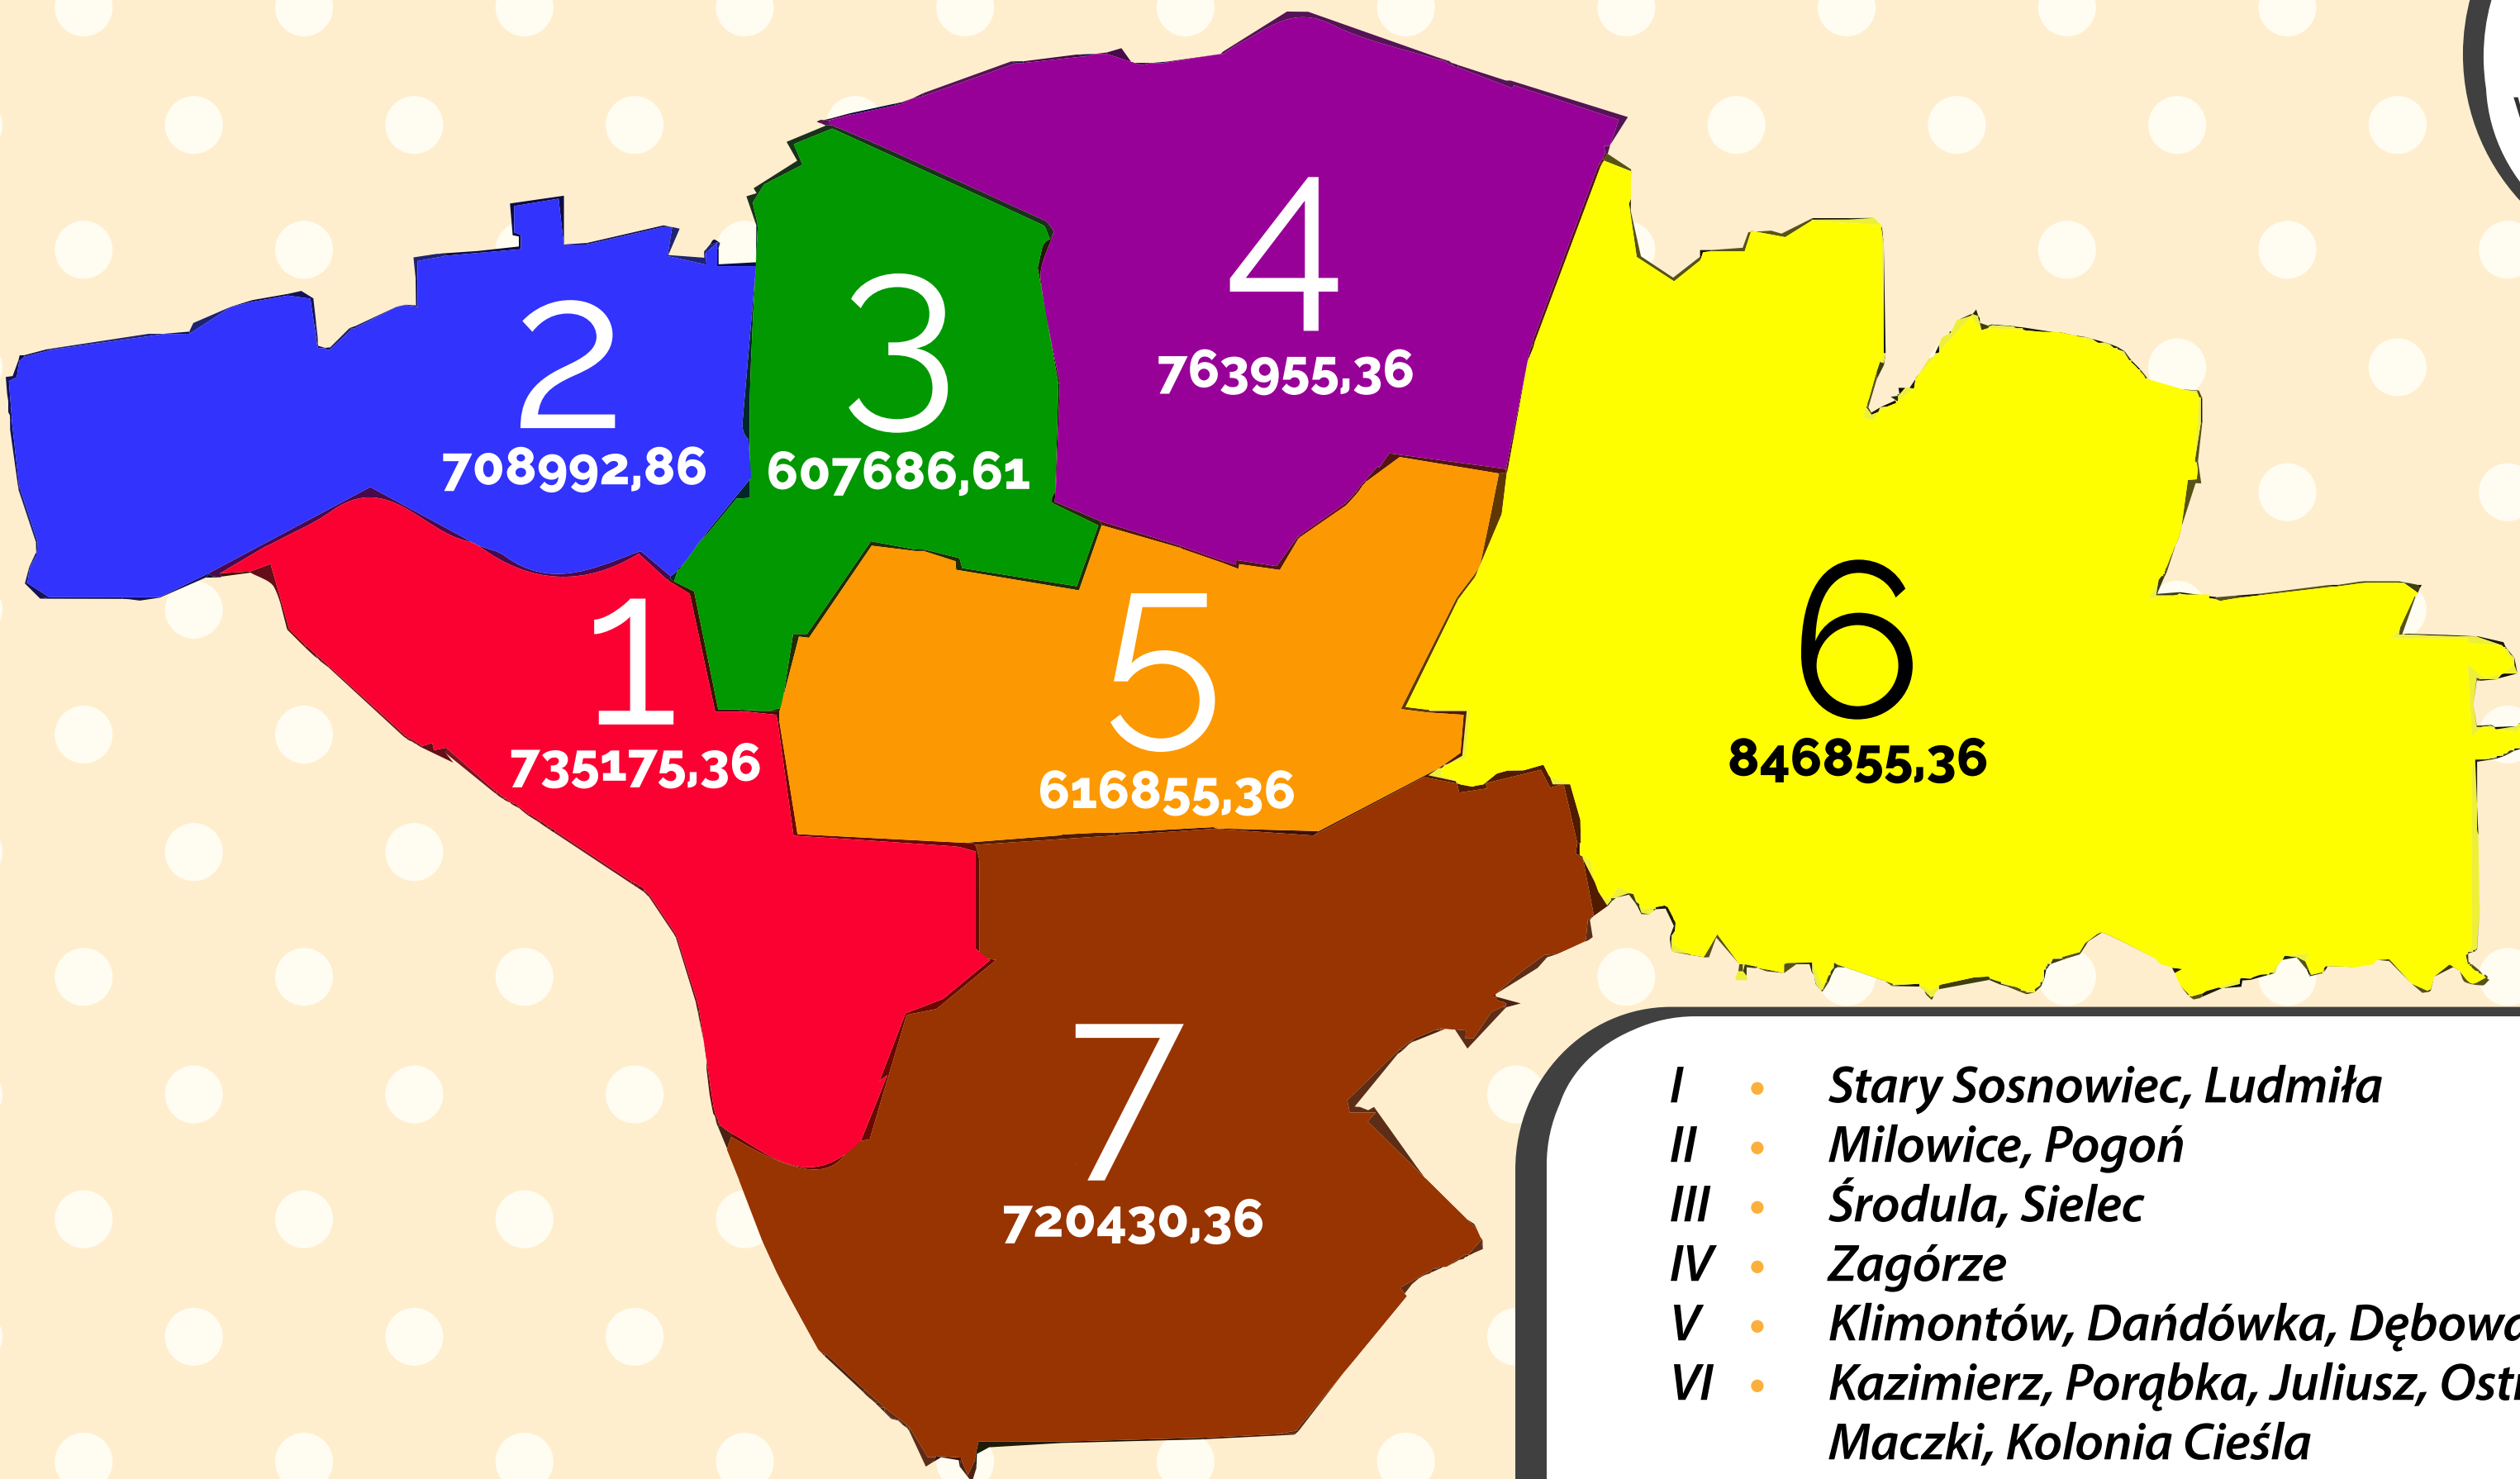 4
763955,36
3
607686,61
2
708992,86
6
846855,36
5
616855,36
1
735175,36
7
720430,36
I • Stary Sosnowiec, Ludmiła
II • Milowice, Pogoń
III • Środula, Sielec
IV • Zagórze
V • Klimontów, Dańdówka,
VI • Kazimierz, Porąbka, Juliusz,
Maczki, Kolonia Cieśla